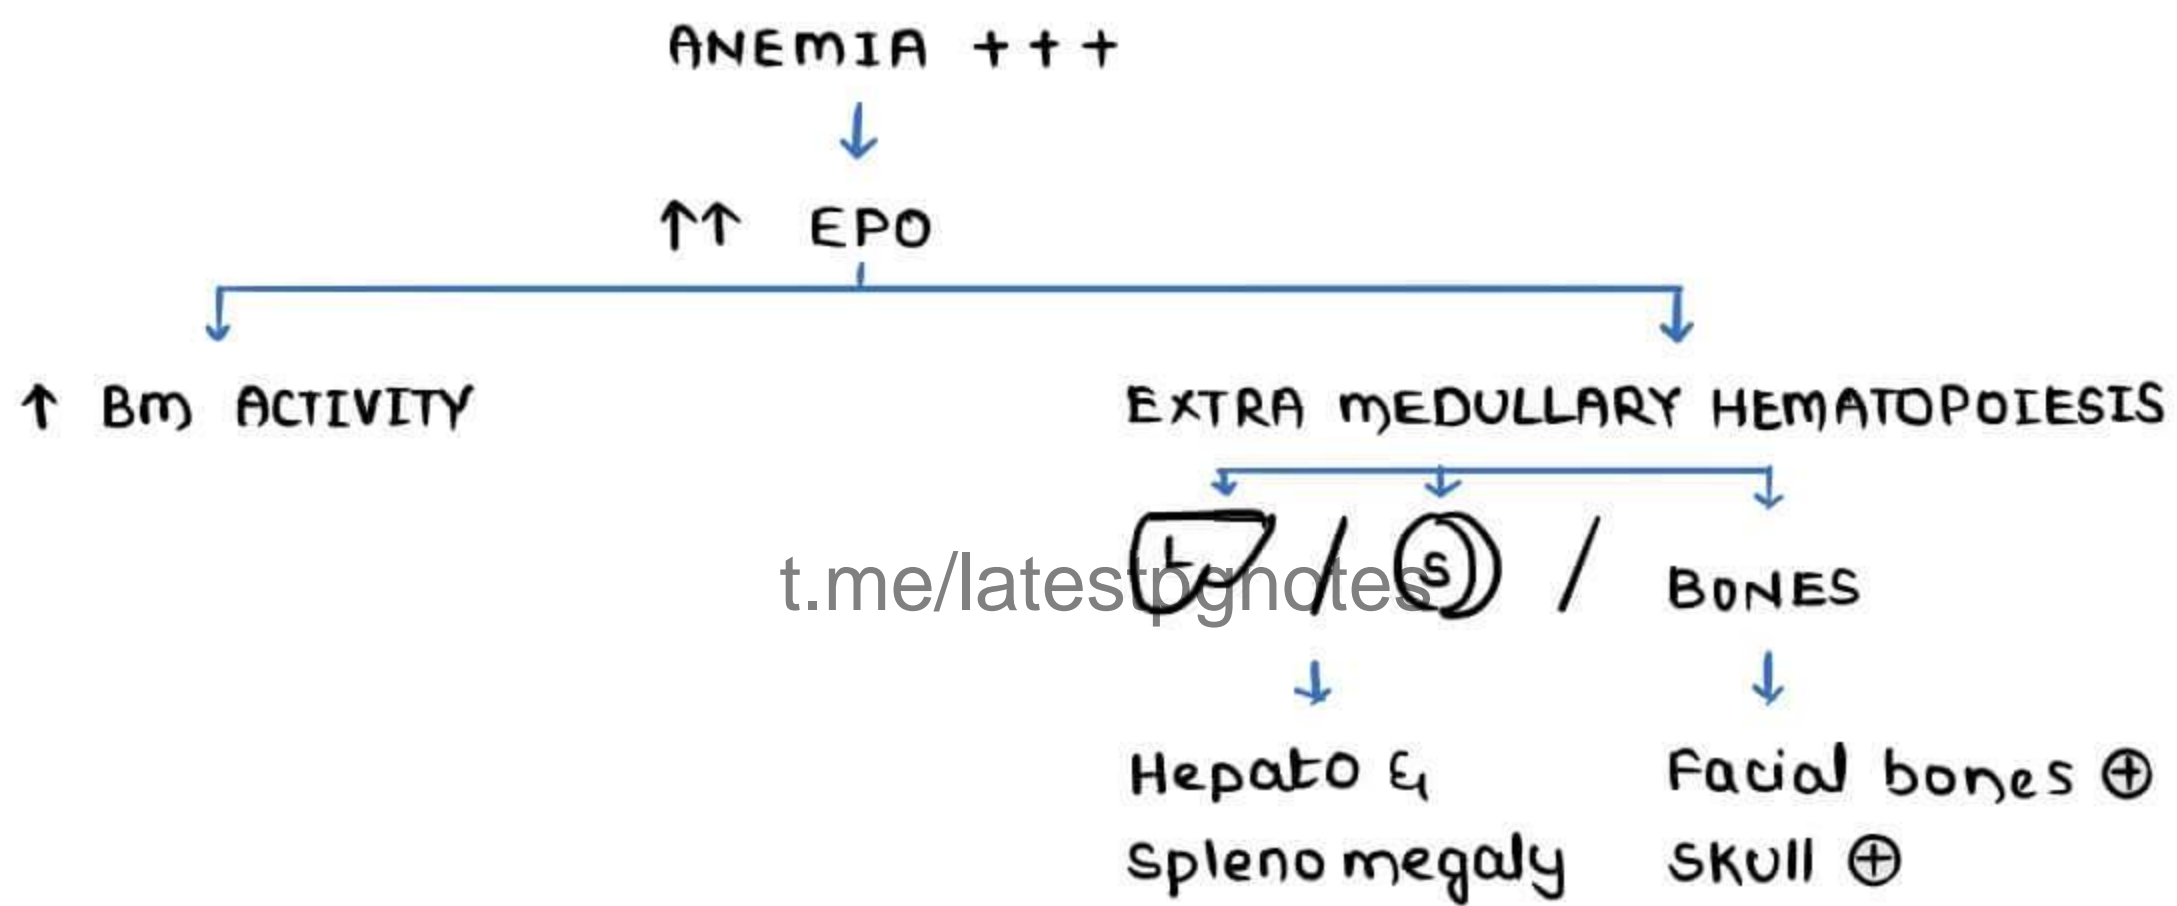 ANEMIA +++
↑↑ EPO
↑ BM ACTIVITY
EXTRA MEDULLARY HEMATOPOIESIS
L / S / BONES
t.me/latestpgnotes
Hepato & Facial bones ⊕
Splenomegaly Skull ⊕